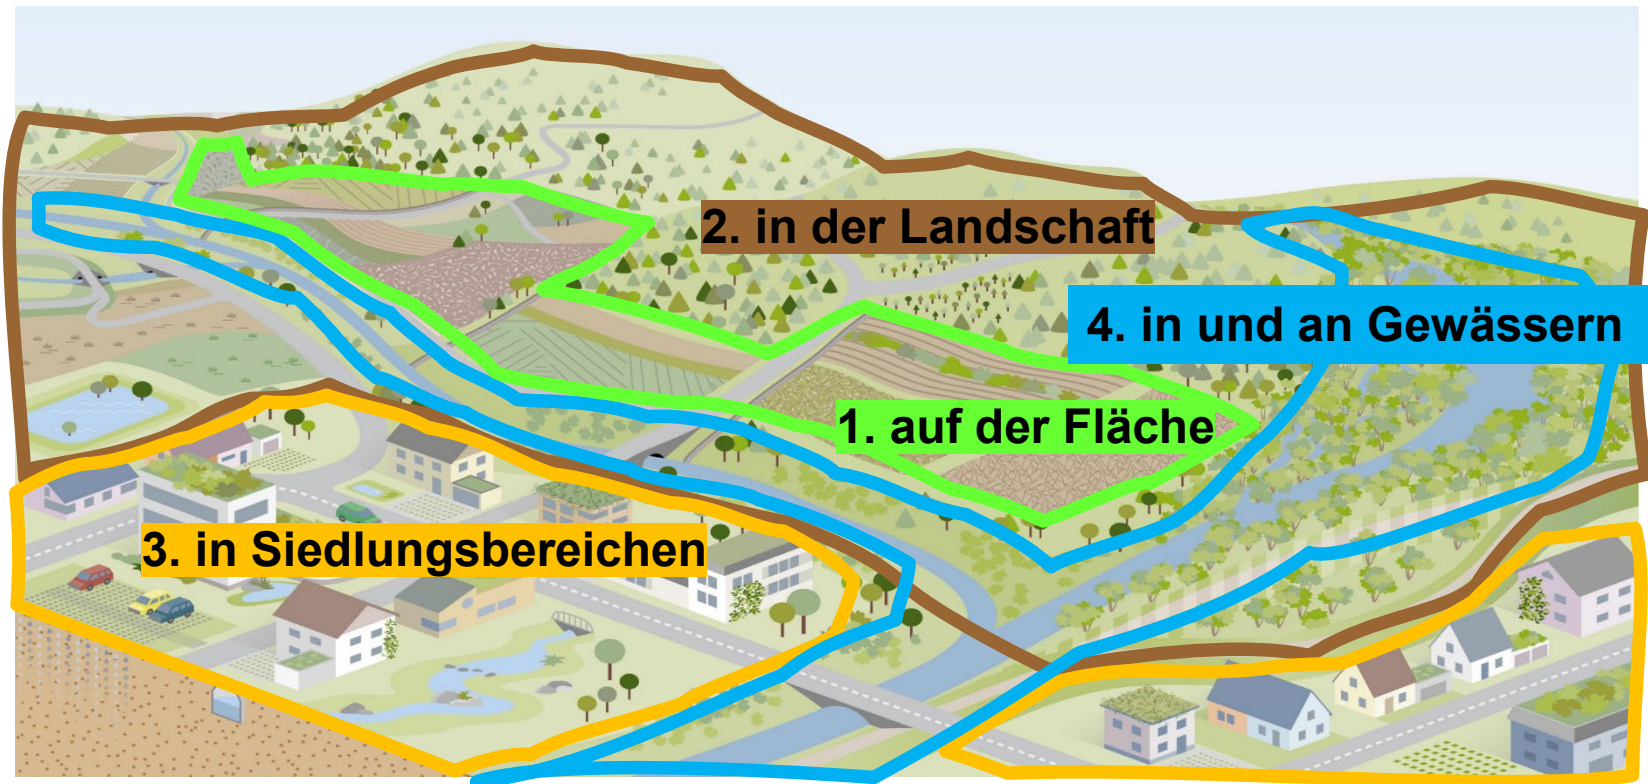 2. in der Landschaft
4. in und an Gewässern
1. auf der Fläche
3. in Siedlungsbereichen